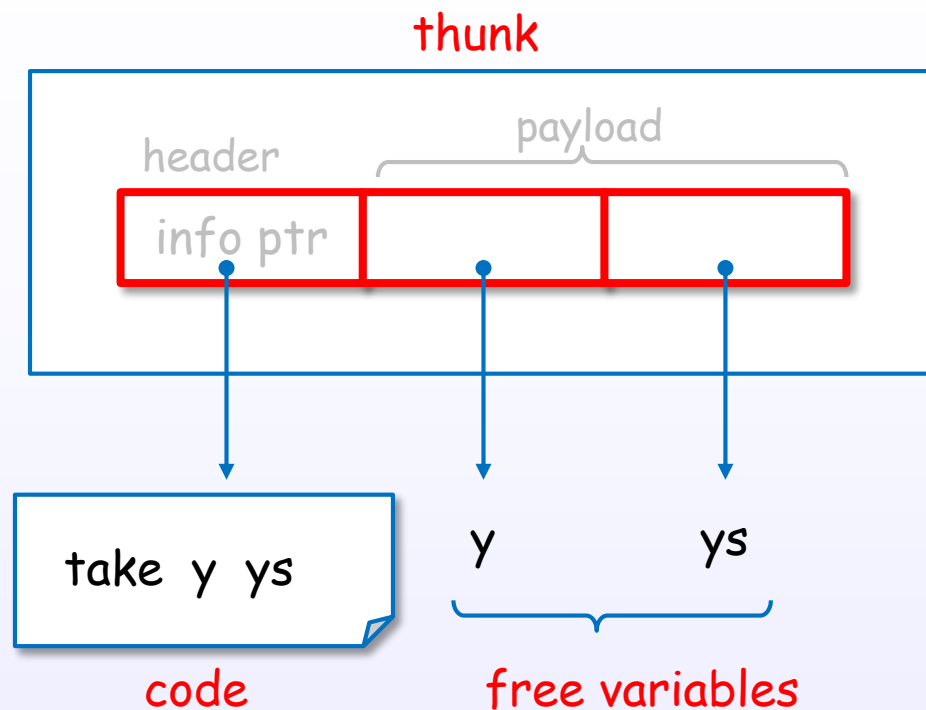 thunk
payload
header
info ptr
take y ys
y ys
code
free variables